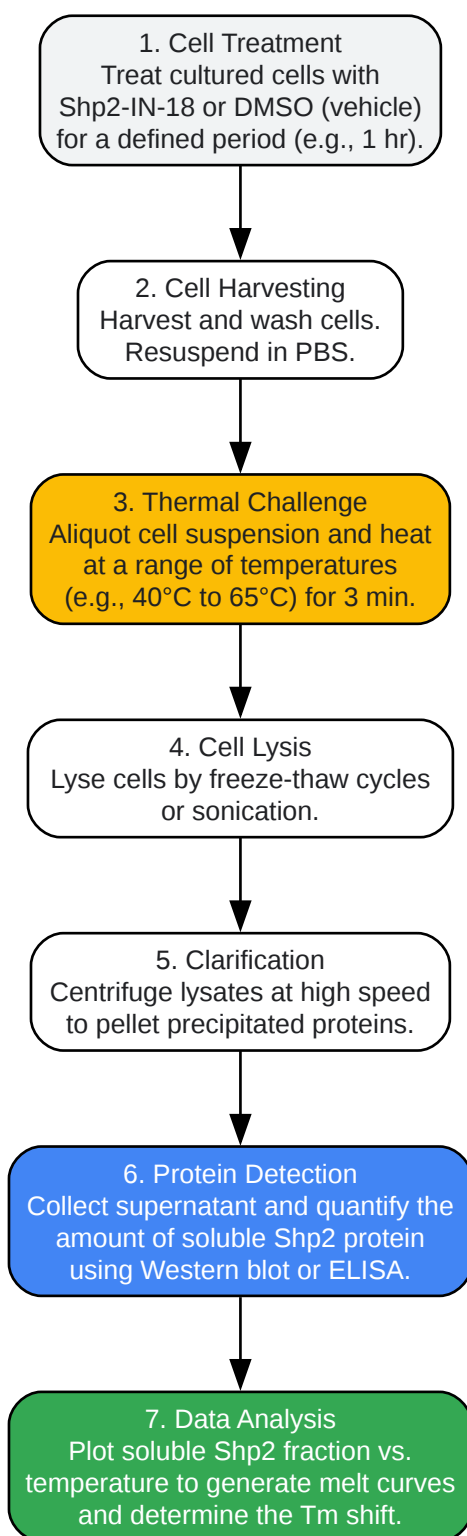 1. Cell Treatment
Treat cultured cells with
Shp2-IN-18 or DMSO (vehicle)
for a defined period (e.g., 1 hr).
2. Cell Harvesting
Harvest and wash cells.
Resuspend in PBS.
3. Thermal Challenge
Aliquot cell suspension and heat
at a range of temperatures
(e.g., 40°C to 65°C) for 3 min.
4. Cell Lysis
Lyse cells by freeze-thaw cycles
or sonication.
5. Clarification
Centrifuge lysates at high speed
to pellet precipitated proteins.
6. Protein Detection
Collect supernatant and quantify the
amount of soluble Shp2 protein
using Western blot or ELISA.
7. Data Analysis
Plot soluble Shp2 fraction vs.
temperature to generate melt curves
and determine the Tm shift.